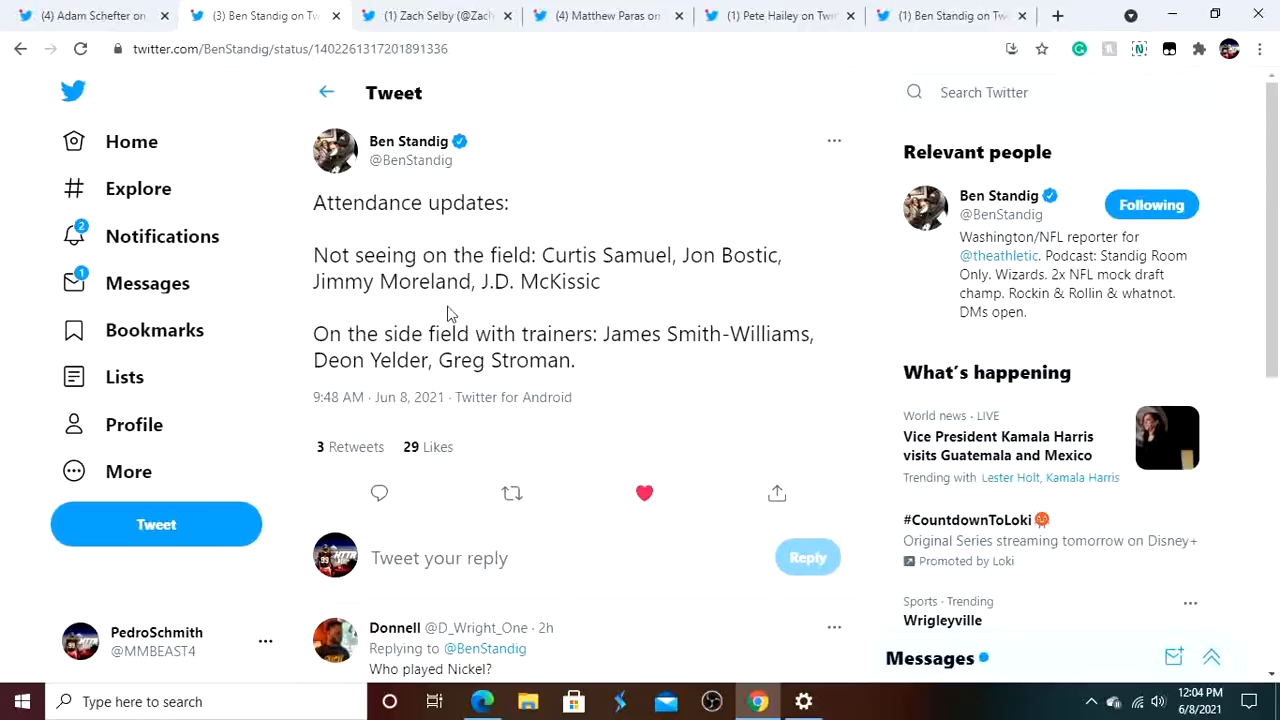 (4) Adam Schefter on
(3) Ben Standig on Tw
(1) Zach Selby (@Zach
(4) Matthew Paras on
(1) Pete Hailey on Twi
(1) Ben Standig on Tw
twitter.com/BenStandig/status/1402261317201891336
Home
Explore
2
Notifications
1
Messages
Bookmarks
Lists
Profile
More
Tweet
PedroSchmith
@MMBEAST4
Tweet
Ben Standig
@BenStandig
Attendance updates:
Not seeing on the field: Curtis Samuel, Jon Bostic,
Jimmy Moreland, J.D. McKissic
On the side field with trainers: James Smith-Williams,
Deon Yelder, Greg Stroman.
9:48 AM · Jun 8, 2021 · Twitter for Android
3 Retweets 29 Likes
Tweet your reply
Reply
Donnell @D_Wright_One · 2h
Replying to @BenStandig
Who played Nickel?
Search Twitter
Relevant people
Ben Standig
@BenStandig
Following
Washington/NFL reporter for
@theathletic. Podcast: Standig Room
Only. Wizards. 2x NFL mock draft
champ. Rockin & Rollin & whatnot.
DMs open.
What's happening
World news · LIVE
Vice President Kamala Harris
visits Guatemala and Mexico
Trending with Lester Holt, Kamala Harris
#CountdownToLoki
Original Series streaming tomorrow on Disney+
Promoted by Loki
Sports · Trending
Wrigleyville
Messages
Type here to search
12:04 PM
6/8/2021